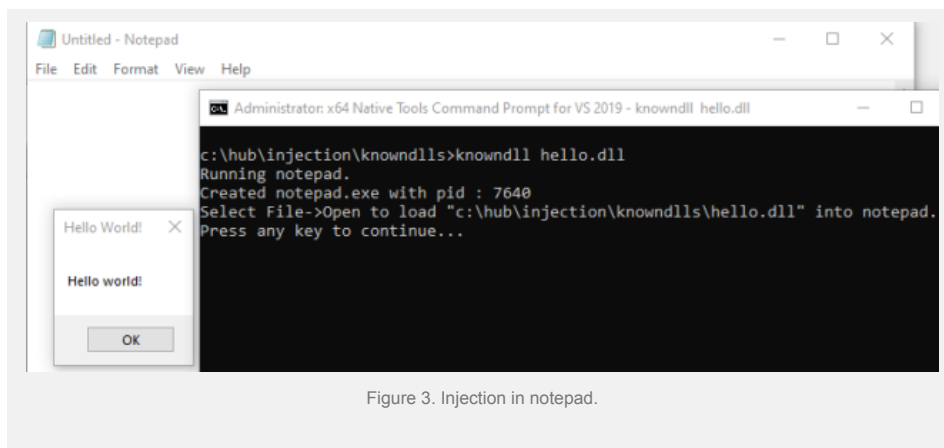 Untitled - Notepad
File Edit Format View Help
Administrator: x64 Native Tools Command Prompt for VS 2019 - knowndll hello.dll
c:\hub\injection\knowndlls>knowndll hello.dll
Running notepad.
Created notepad.exe with pid : 7640
Select File->Open to load "c:\hub\injection\knowndlls\hello.dll" into notepad.
Press any key to continue...
Hello World!
Hello world!
OK
Figure 3. Injection in notepad.